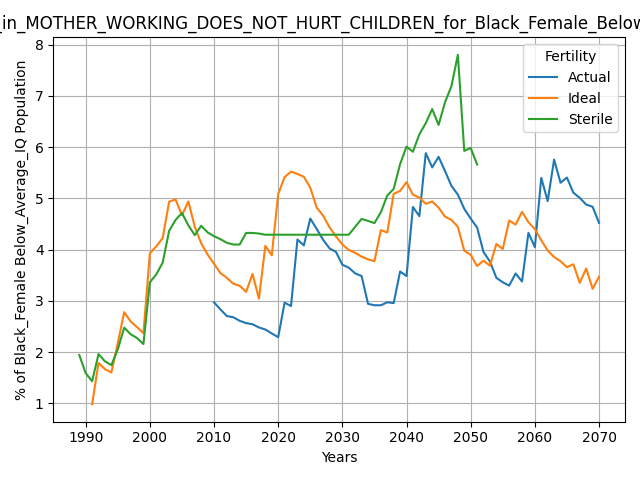 _in_MOTHER_WORKING_DOES_NOT_HURT_CHILDREN_for_Black_Female_Below
% of Black_Female Below_Average_IQ Population
8
7
6
5
4
3
2
1
Fertility
Actual
Ideal
Sterile
1990 2000 2010 2020 2030 2040 2050 2060 2070
Years